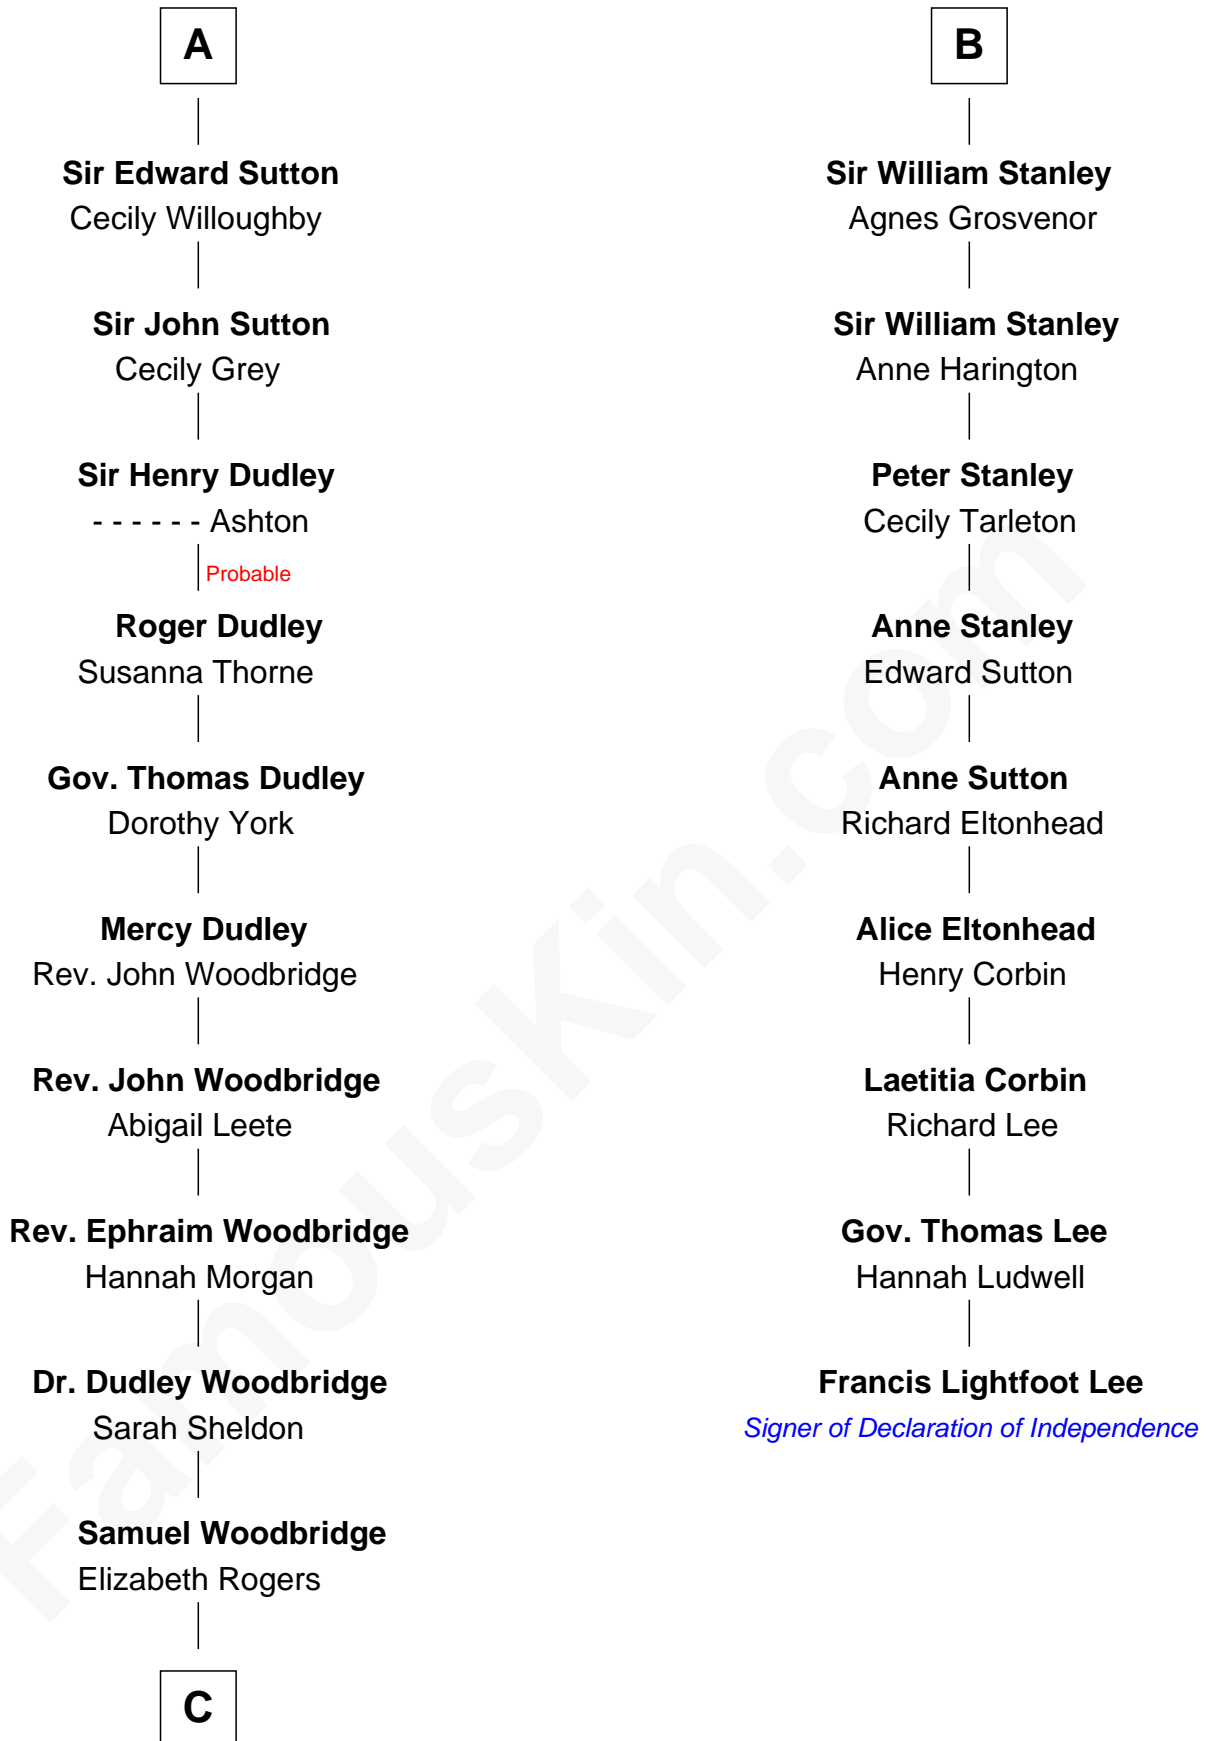 A
Sir Edward Sutton
Cecily Willoughby
Sir John Sutton
Cecily Grey
Sir Henry Dudley
- - - - - - Ashton
Probable
Roger Dudley
Susanna Thorne
Gov. Thomas Dudley
Dorothy York
Mercy Dudley
Rev. John Woodbridge
Rev. John Woodbridge
Abigail Leete
Rev. Ephraim Woodbridge
Hannah Morgan
Dr. Dudley Woodbridge
Sarah Sheldon
Samuel Woodbridge
Elizabeth Rogers
C
B
Sir William Stanley
Agnes Grosvenor
Sir William Stanley
Anne Harington
Peter Stanley
Cecily Tarleton
Anne Stanley
Edward Sutton
Anne Sutton
Richard Eltonhead
Alice Eltonhead
Henry Corbin
Laetitia Corbin
Richard Lee
Gov. Thomas Lee
Hannah Ludwell
Francis Lightfoot Lee
Signer of Declaration of Independence
FamousKin.com